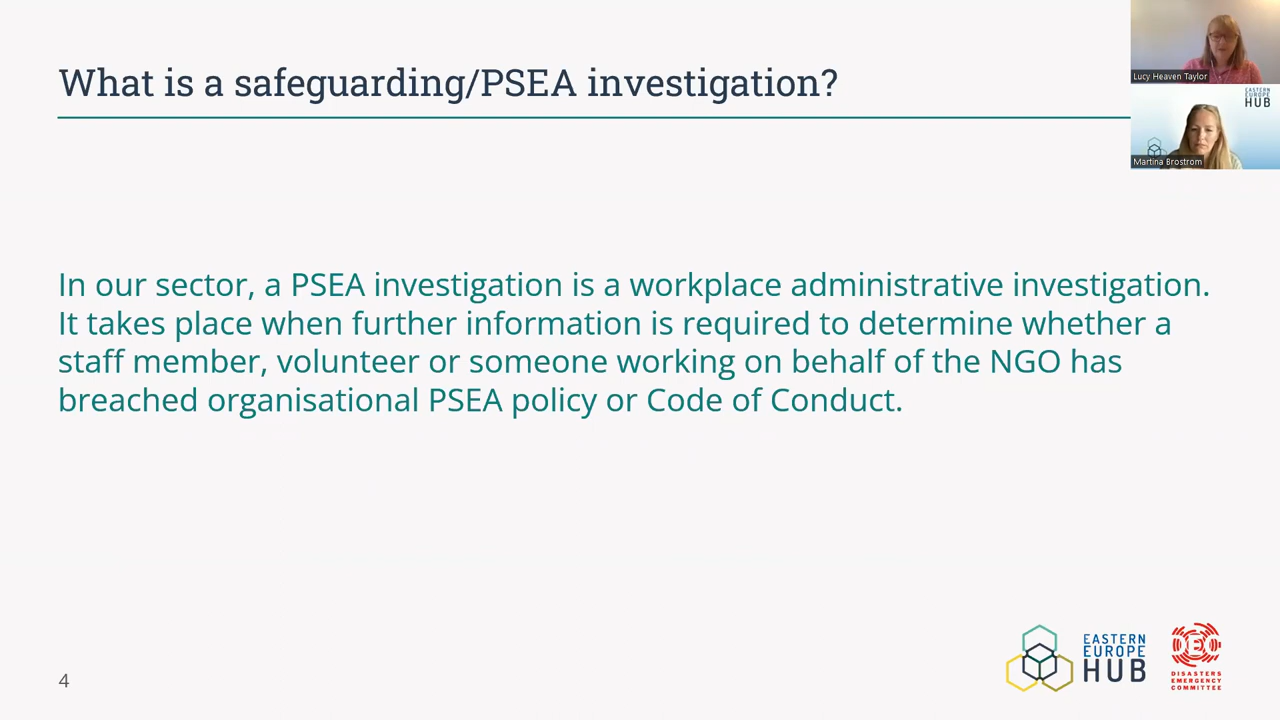 What is a safeguarding/PSEA investigation?
Lucy Heaven Taylor
EASTERN
EUROPE
HUB
Martina Brostrom
In our sector, a PSEA investigation is a workplace administrative investigation.
It takes place when further information is required to determine whether a
staff member, volunteer or someone working on behalf of the NGO has
breached organisational PSEA policy or Code of Conduct.
4
EASTERN
EUROPE
HUB
DEC
DISASTERS
EMERGENCY
COMMITTEE